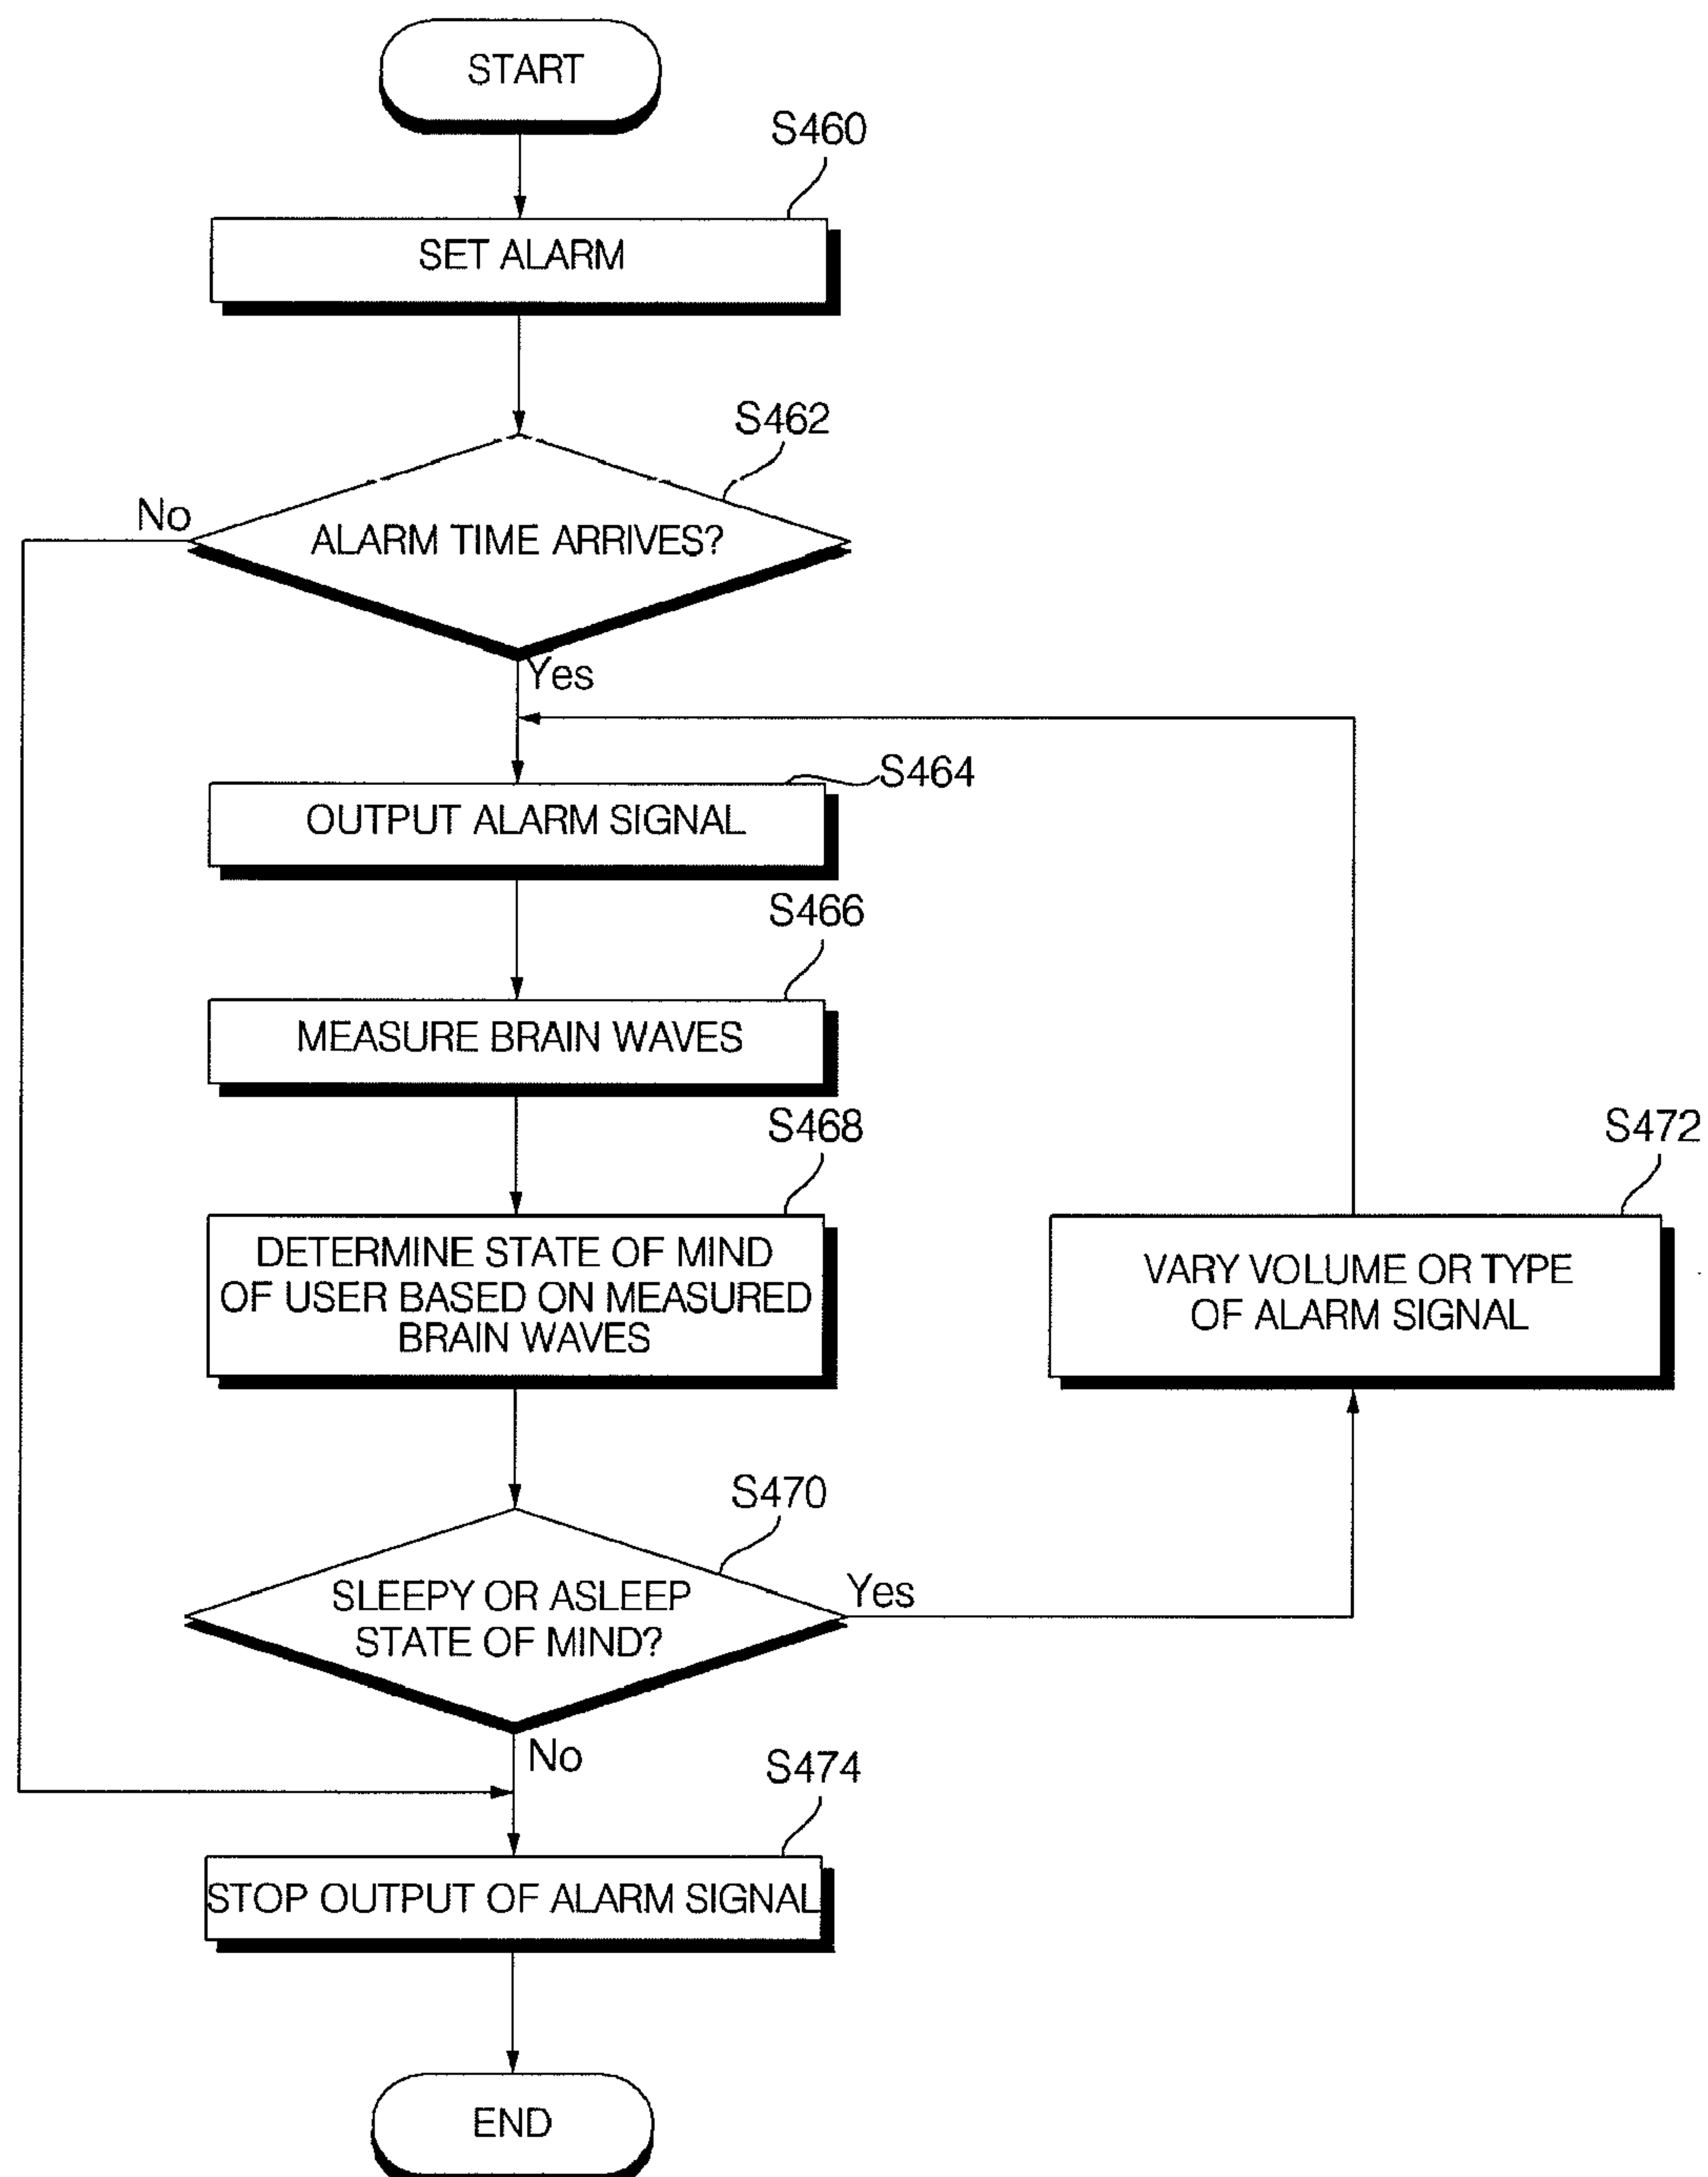 START
S460
SET ALARM
S462
No
ALARM TIME ARRIVES?
Yes
S464
OUTPUT ALARM SIGNAL
S466
MEASURE BRAIN WAVES
S468
DETERMINE STATE OF MIND
OF USER BASED ON MEASURED
BRAIN WAVES
S472
VARY VOLUME OR TYPE
OF ALARM SIGNAL
S470
SLEEPY OR ASLEEP
STATE OF MIND?
Yes
No
S474
STOP OUTPUT OF ALARM SIGNAL
END